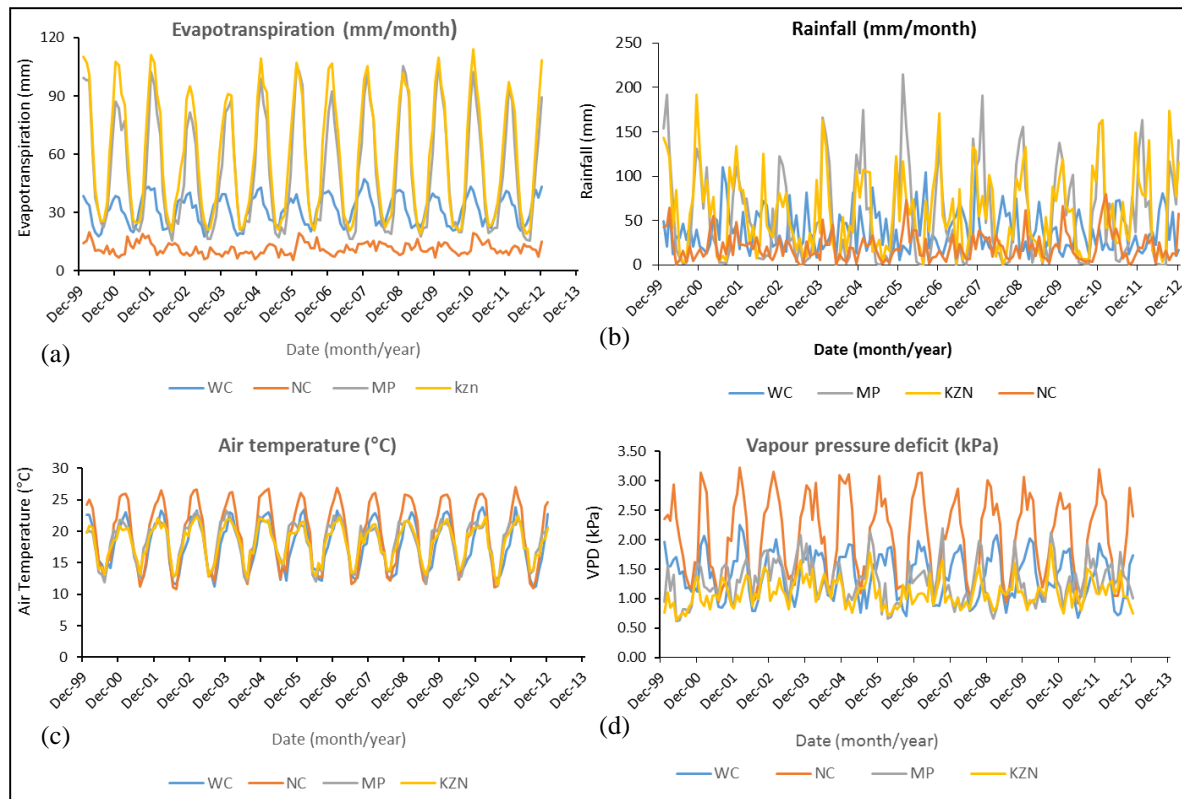 Evapotranspiration (mm/month)
120
90
60
30
0
Evapotranspiration (mm)
Dec-99
Dec-00
Dec-01
Dec-02
Dec-03
Dec-04
Dec-05
Dec-06
Dec-07
Dec-08
Dec-09
Dec-10
Dec-11
Dec-12
Dec-13
(a)
Date (month/year)
WC NC MP kzn
Rainfall (mm/month)
250
200
150
100
50
0
Rainfall (mm)
Dec-99
Dec-00
Dec-01
Dec-02
Dec-03
Dec-04
Dec-05
Dec-06
Dec-07
Dec-08
Dec-09
Dec-10
Dec-11
Dec-12
(b)
Date (month/year)
WC MP KZN NC
Air temperature (°C)
30
25
20
15
10
5
0
Air Temperature (°C)
Dec-99
Dec-00
Dec-01
Dec-02
Dec-03
Dec-04
Dec-05
Dec-06
Dec-07
Dec-08
Dec-09
Dec-10
Dec-11
Dec-12
Dec-13
(c)
Date (month/year)
WC NC MP KZN
Vapour pressure deficit (kPa)
3.50
3.00
2.50
2.00
1.50
1.00
0.50
0.00
VPD (kPa)
Dec-99
Dec-00
Dec-01
Dec-02
Dec-03
Dec-04
Dec-05
Dec-06
Dec-07
Dec-08
Dec-09
Dec-10
Dec-11
Dec-12
Dec-13
(d)
Date (month/year)
WC NC MP KZN